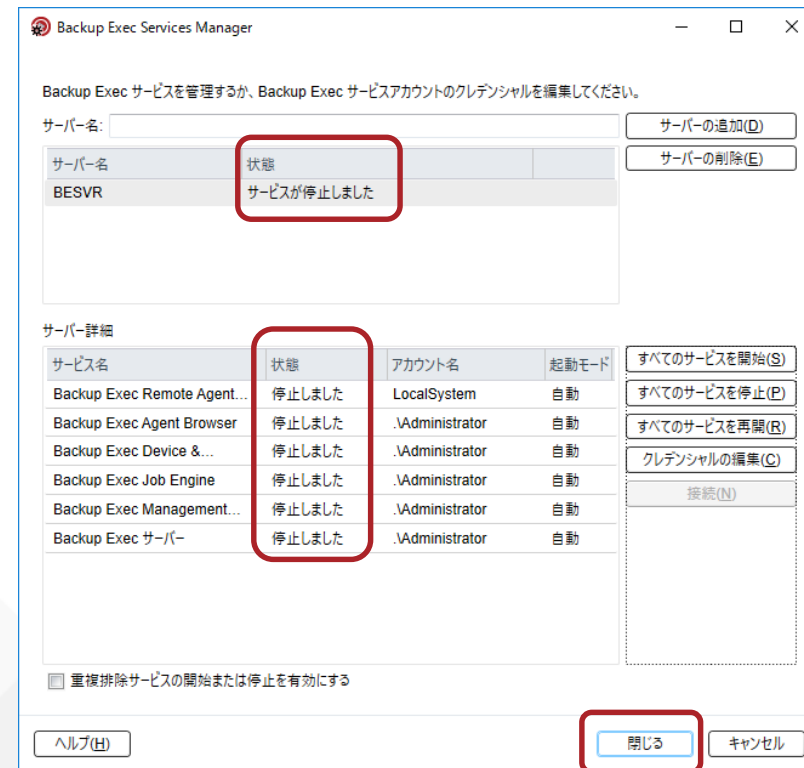 Backup Exec Services Manager
Backup Exec サービスを管理するか、Backup Exec サービスアカウントのクレデンシャルを編集してください。
サーバー名: サーバーの追加(D)
サーバー名 状態 サーバーの削除(E)
BESVR サービスが停止しました
サーバー詳細
サービス名 状態 アカウント名 起動モード すべてのサービスを開始(S)
Backup Exec Remote Agent... 停止しました LocalSystem 自動 すべてのサービスを停止(P)
Backup Exec Agent Browser 停止しました .\Administrator 自動 すべてのサービスを再開(R)
Backup Exec Device &... 停止しました .\Administrator 自動 クレデンシャルの編集(C)
Backup Exec Job Engine 停止しました .\Administrator 自動 接続(N)
Backup Exec Management... 停止しました .\Administrator 自動
Backup Exec サーバー 停止しました .\Administrator 自動
重複排除サービスの開始または停止を有効にする
ヘルプ(H) 閉じる キャンセル